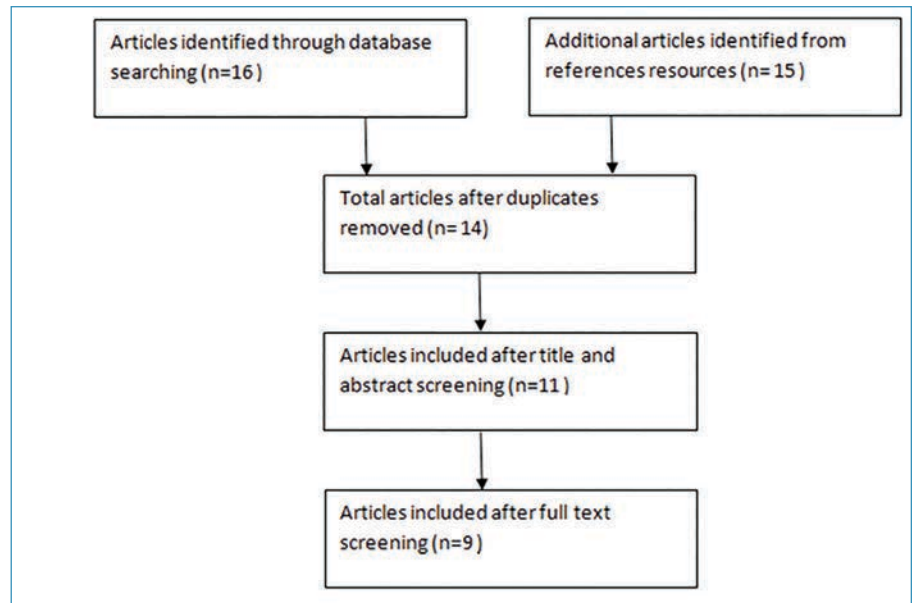 Articles identified through database
searching (n=16 )
Additional articles identified from
references resources (n= 15 )
Total articles after duplicates
removed (n= 14)
Articles included after title and
abstract screening (n=11 )
Articles included after full text
screening (n=9 )